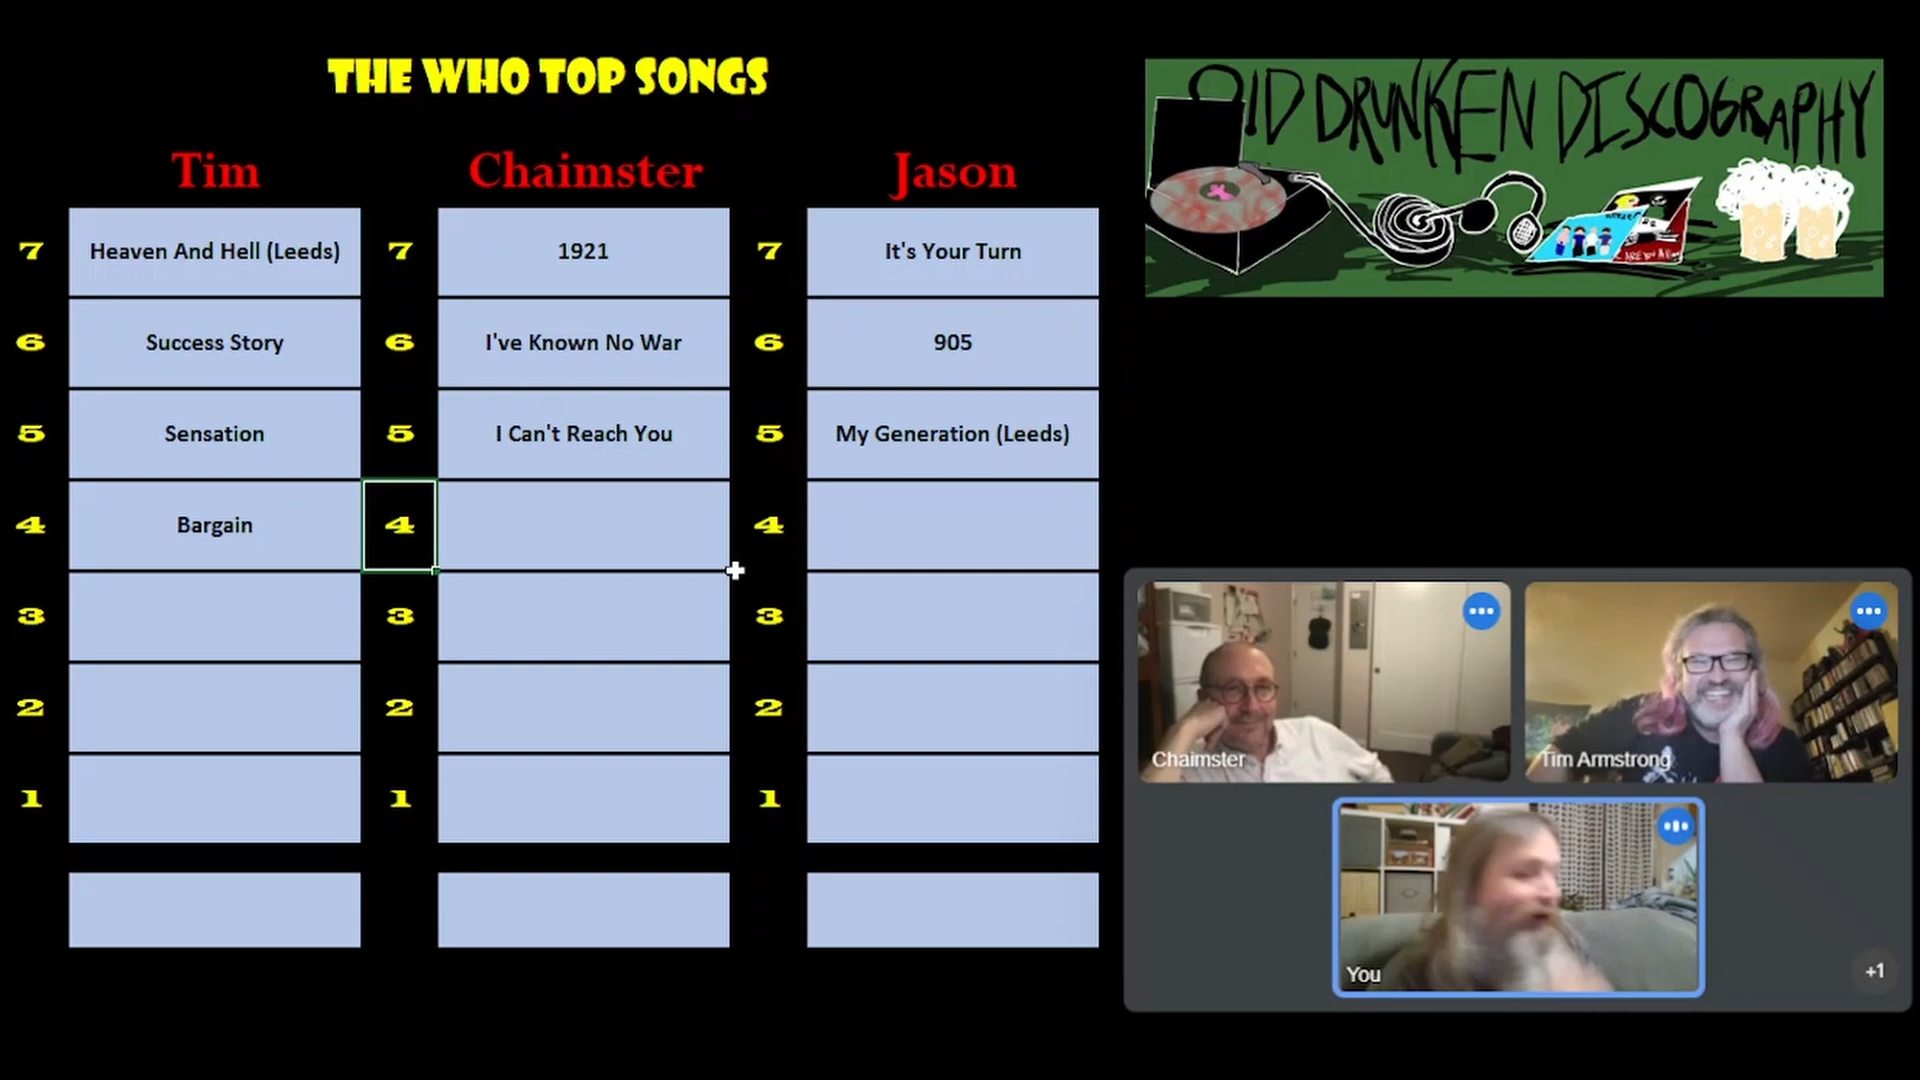 THE WHO TOP SONGS
OLD DRUNKEN DISCOGRAPHY
Tim Chaimster Jason
7 Heaven And Hell (Leeds) 7 1921 7 It's Your Turn
6 Success Story 6 I've Known No War 6 905
5 Sensation 5 I Can't Reach You 5 My Generation (Leeds)
4 Bargain 4 4
3 3 3
2 2 2
1 1 1
Chaimster
Tim Armstrong
You
+1